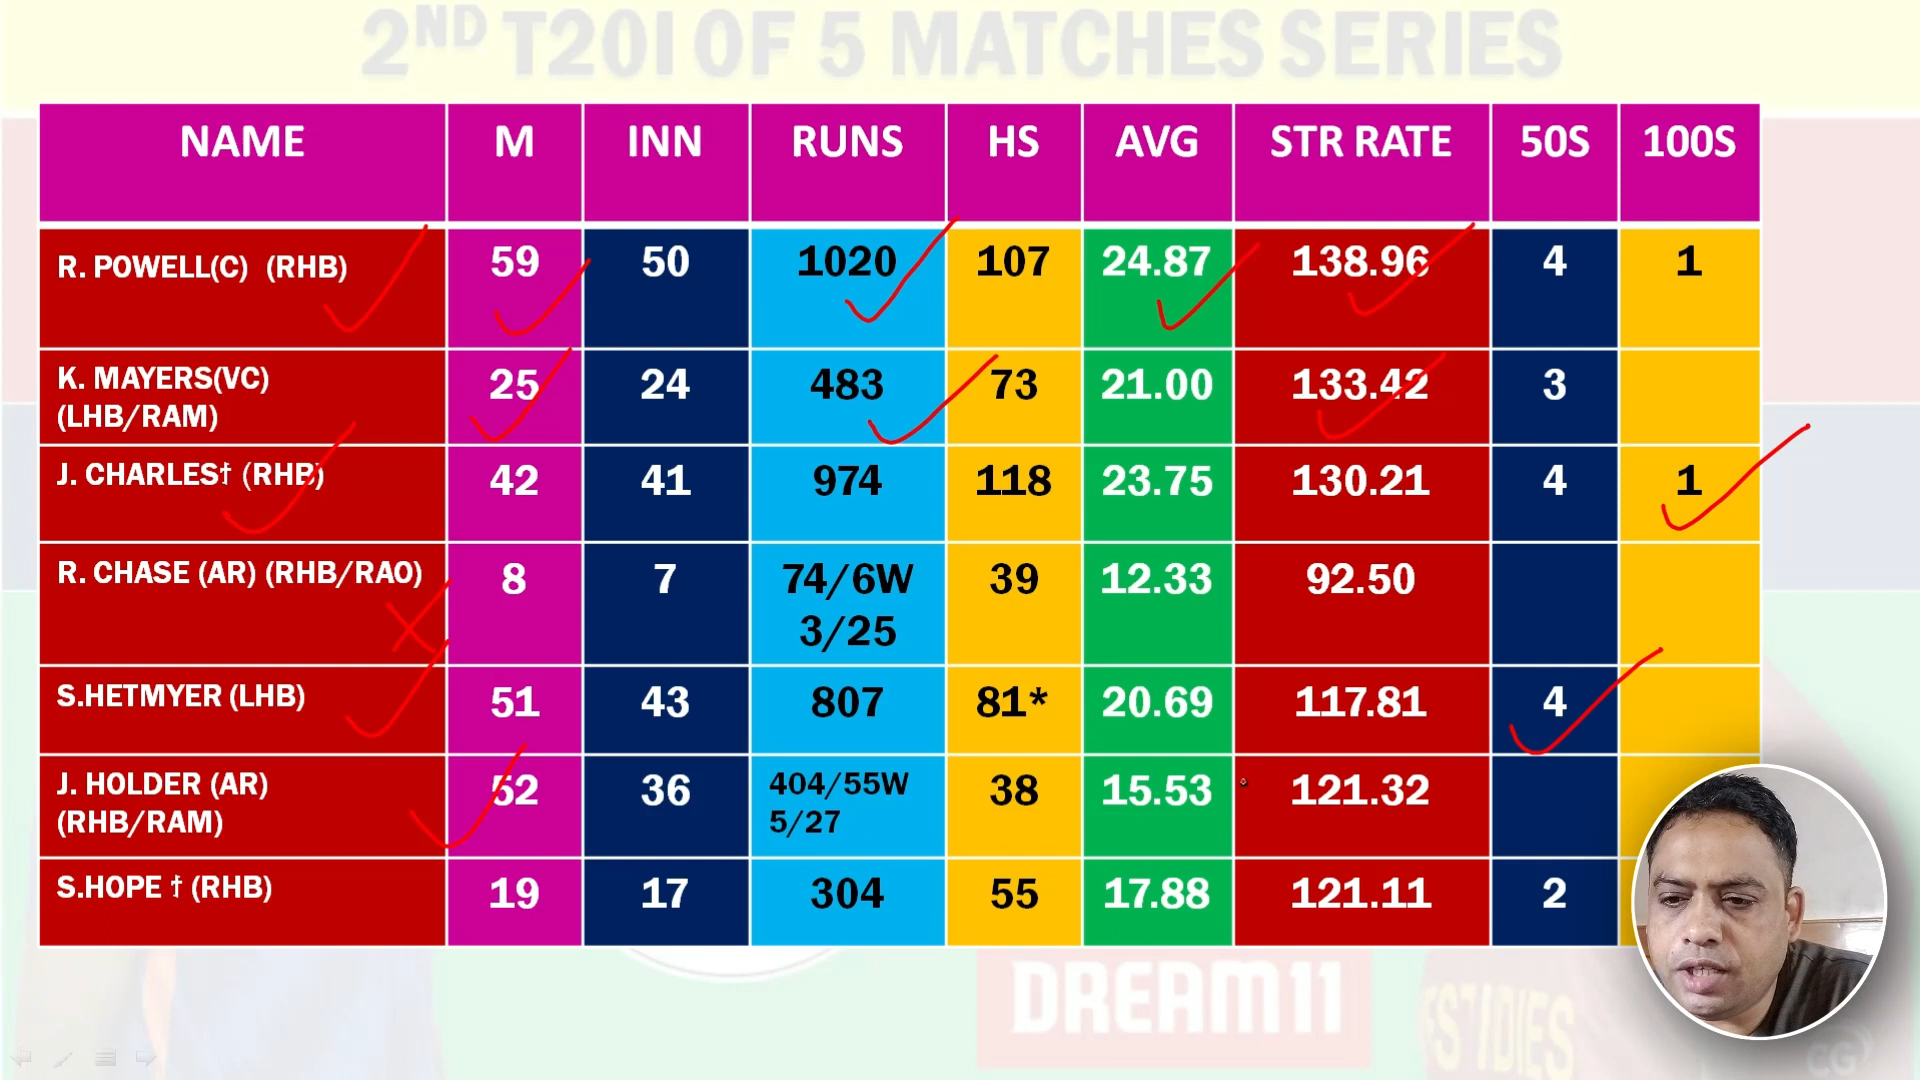 2ND T20I OF 5 MATCHES SERIES
NAME M INN RUNS HS AVG STR RATE 50S 100S
R. POWELL(C) (RHB) 59 50 1020 107 24.87 138.96 4 1
K. MAYERS(VC) 25 24 483 73 21.00 133.42 3
(LHB/RAM)
J. CHARLES† (RHB) 42 41 974 118 23.75 130.21 4 1
R. CHASE (AR) (RHB/RAO) 8 7 74/6W 39 12.33 92.50
3/25
S.HETMYER (LHB) 51 43 807 81* 20.69 117.81 4
J. HOLDER (AR) 52 36 404/55W 38 15.53 121.32
(RHB/RAM) 5/27
S.HOPE † (RHB) 19 17 304 55 17.88 121.11 2
DREAM11
CG